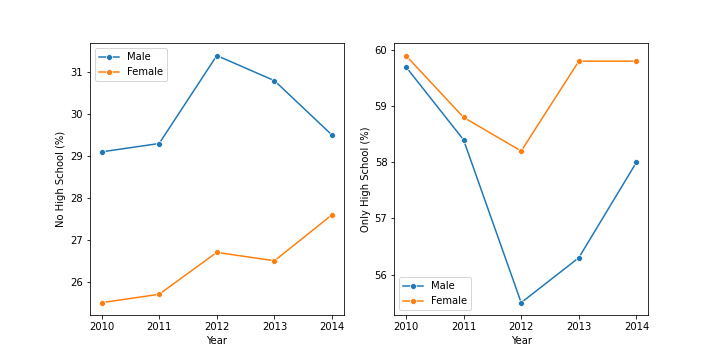 Male
Female
31
30
29
28
27
26
No High School (%)
2010 2011 2012 2013 2014
Year
60
59
58
57
56
Only High School (%)
Male
Female
2010 2011 2012 2013 2014
Year